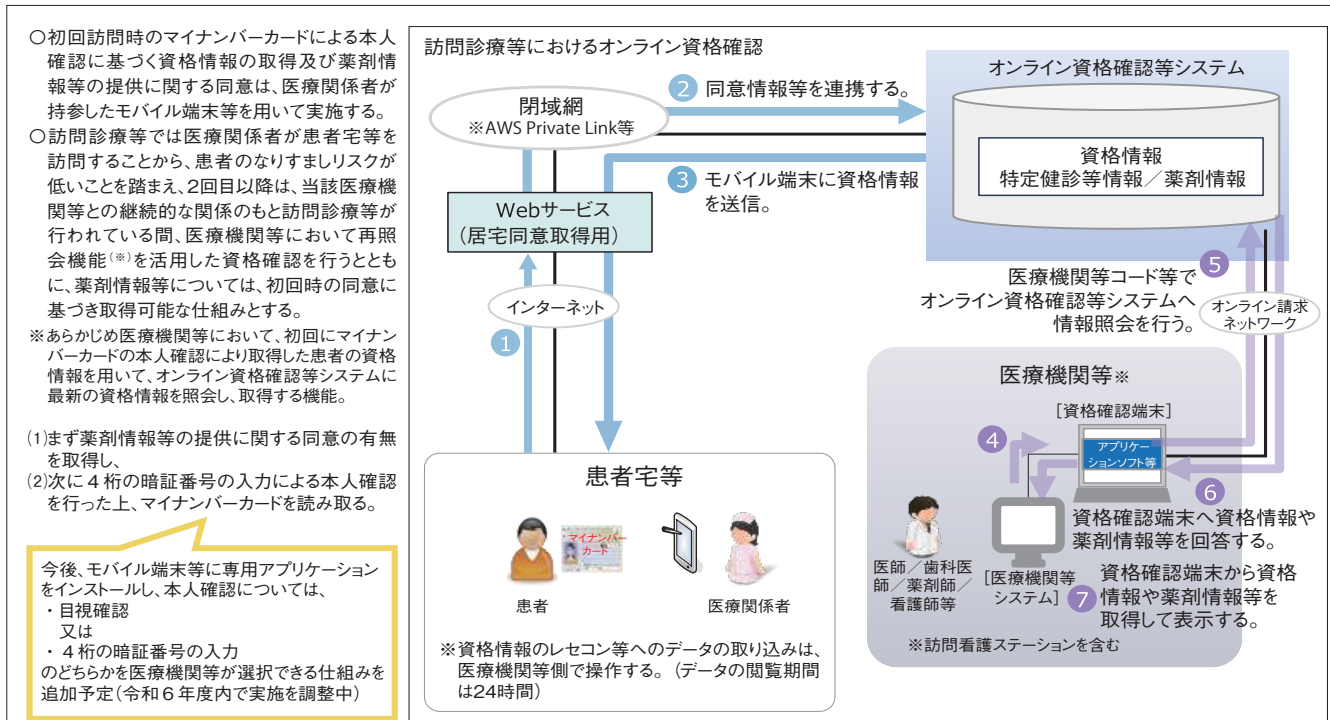 〇初回訪問時のマイナンバーカードによる本人
確認に基づく資格情報の取得及び薬剤情
報等の提供に関する同意は、医療関係者が
持参したモバイル端末等を用いて実施する。
〇訪問診療等では医療関係者が患者宅等を
訪問することから、患者のなりすましリスクが
低いことを踏まえ、2回目以降は、当該医療機
関等との継続的な関係のもと訪問診療等が
行われている間、医療機関等において再照
会機能(※)を活用した資格確認を行うととも
に、薬剤情報等については、初回時の同意に
基づき取得可能な仕組みとする。
※あらかじめ医療機関等において、初回にマイナン
バーカードの本人確認により取得した患者の資格
情報を用いて、オンライン資格確認等システムに
最新の資格情報を照会し、取得する機能。
(1)まず薬剤情報等の提供に関する同意の有無
を取得し、
(2)次に4桁の暗証番号の入力による本人確認
を行った上、マイナンバーカードを読み取る。
今後、モバイル端末等に専用アプリケーション
をインストールし、本人確認については、
・目視確認
又は
・4桁の暗証番号の入力
のどちらかを医療機関等が選択できる仕組みを
追加予定(令和6年度内で実施を調整中)
訪問診療等におけるオンライン資格確認
閉域網
※AWS Private Link等
2 同意情報等を連携する。
オンライン資格確認等システム
資格情報
特定健診等情報/薬剤情報
3 モバイル端末に資格情報
を送信。
Webサービス
(居宅同意取得用)
インターネット
1
5
医療機関等コード等で
オンライン資格確認等システムへ
情報照会を行う。
オンライン請求
ネットワーク
患者宅等
マイナンバー
カード
患者
医療関係者
※資格情報のレセコン等へのデータの取り込みは、
医療機関等側で操作する。(データの閲覧期間
は24時間)
医療機関等※
[資格確認端末]
4
アプリケー
ションソフト等
6
資格確認端末へ資格情報や
薬剤情報等を回答する。
医師/歯科医
師/薬剤師/
看護師等
[医療機関等
システム]
7 資格確認端末から資格
情報や薬剤情報等を
取得して表示する。
※訪問看護ステーションを含む